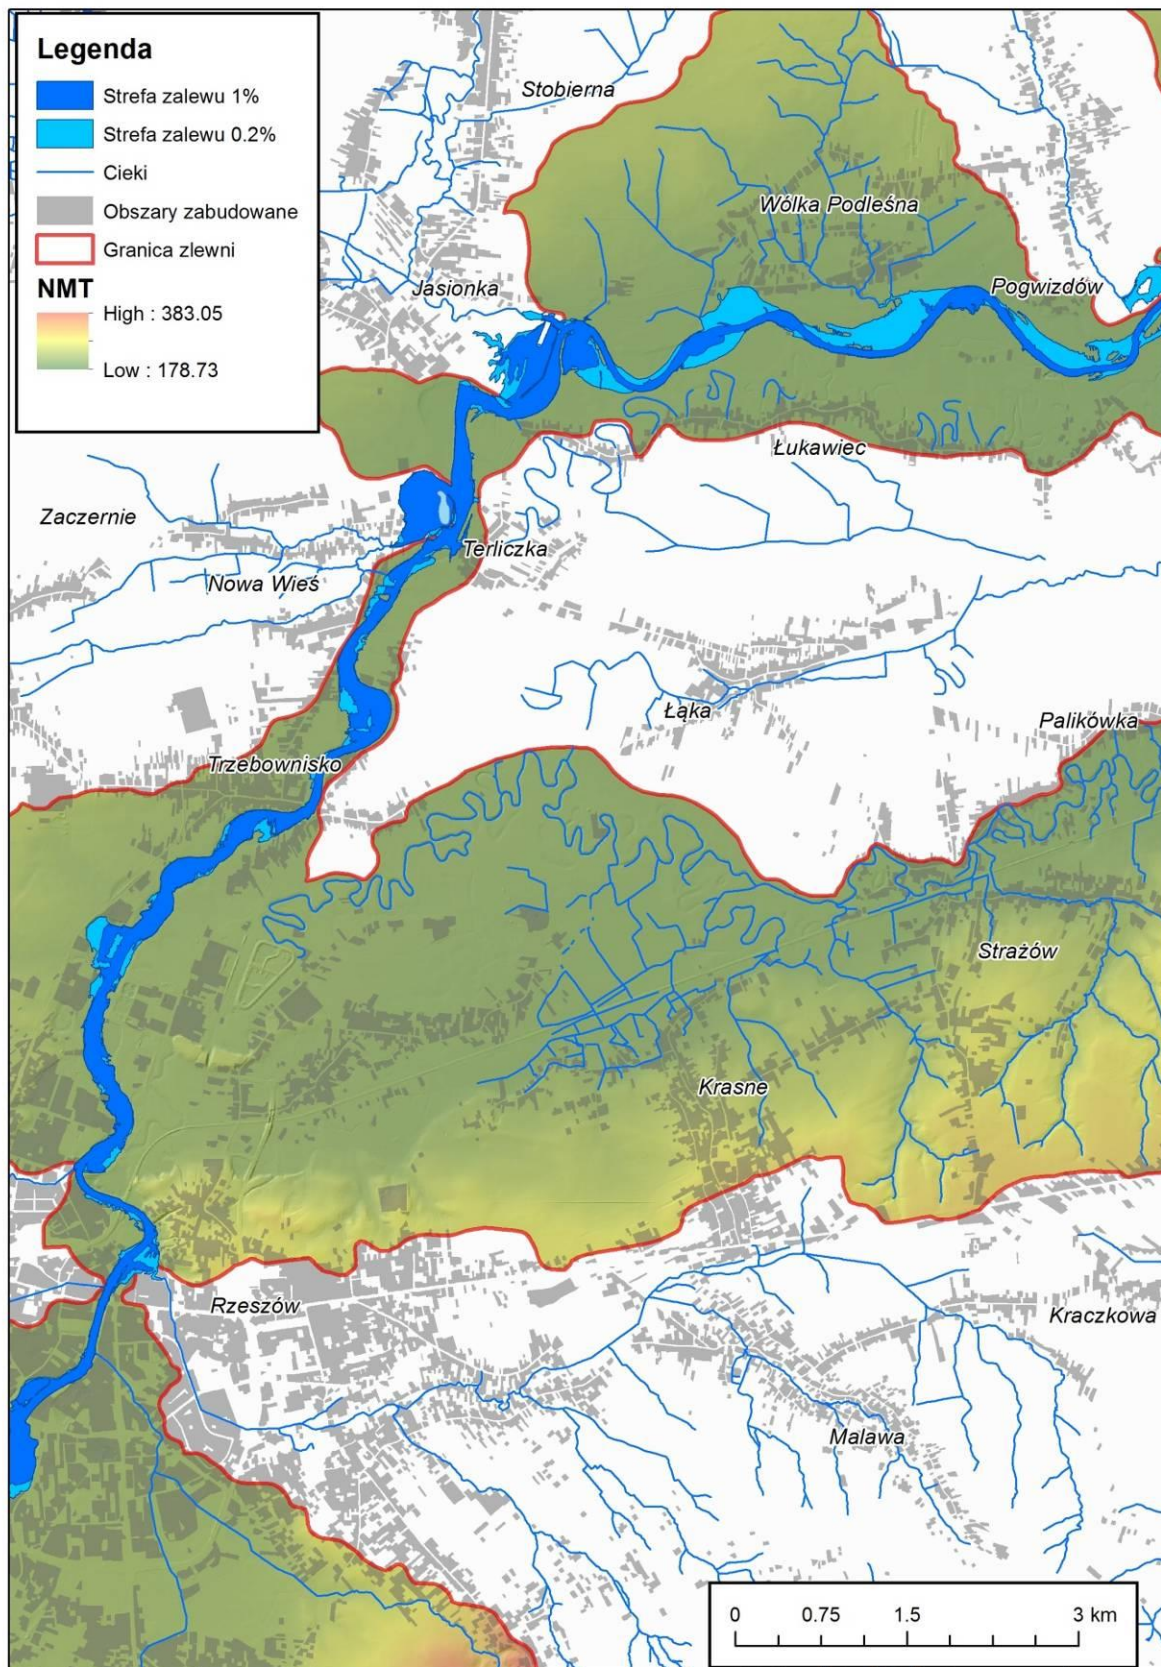 Legenda
Strefa zalewu 1%
Strefa zalewu 0.2%
Cieki
Obszary zabudowane
Granica zlewni
NMT
High : 383.05
Low : 178.73
Stobierna
Wólka Podleśna
Jasionka
Pogwizdów
Łukawiec
Zaczernie
Terliczka
Nowa Wieś
Łąka
Palikówka
Trzebownisko
Strażów
Krasne
Rzeszów
Kraczkowa
Malawa
0 0.75 1.5 3 km